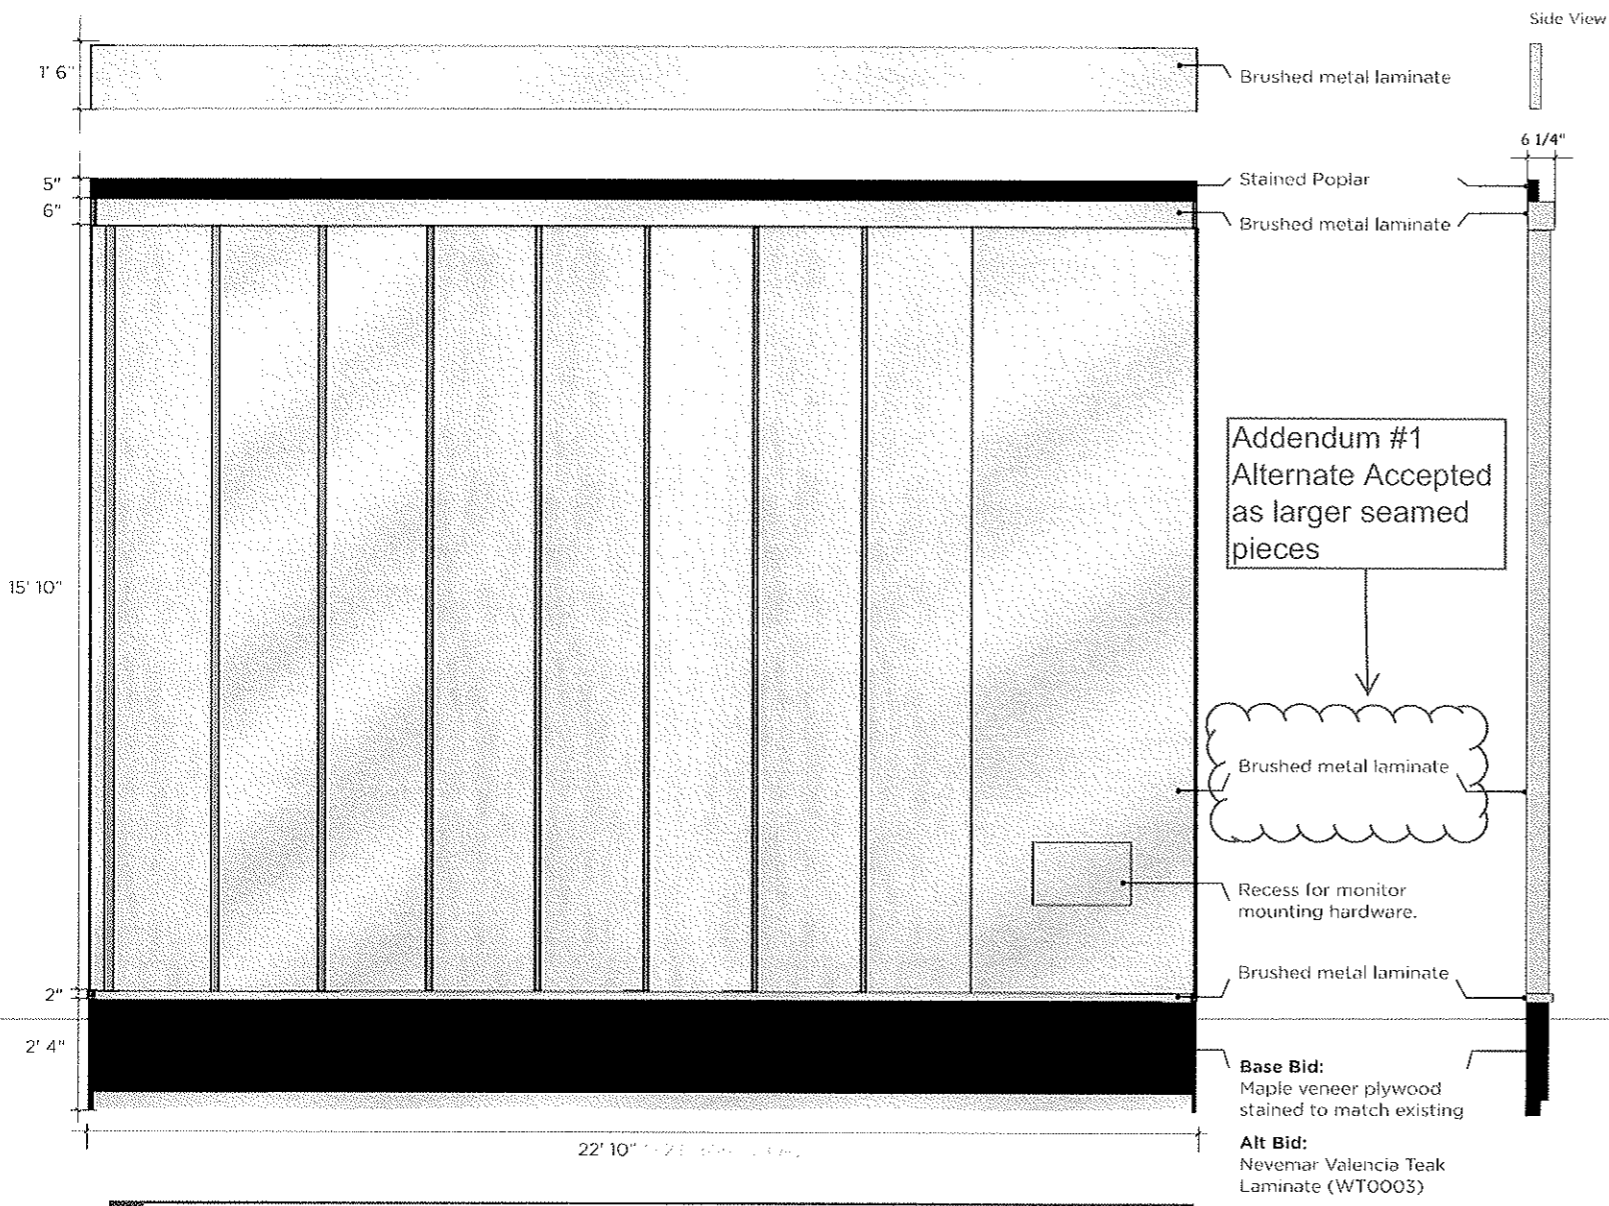 Side View
1' 6"
Brushed metal laminate
6 1/4"
5"
Stained Poplar
6"
Brushed metal laminate
Addendum #1
Alternate Accepted
as larger seamed
pieces
15' 10"
Brushed metal laminate
Recess for monitor
mounting hardware.
Brushed metal laminate
2"
2' 4"
Base Bid:
Maple veneer plywood
stained to match existing
22' 10"
Alt Bid:
Nevemar Valencia Teak
Laminate (WT0003)